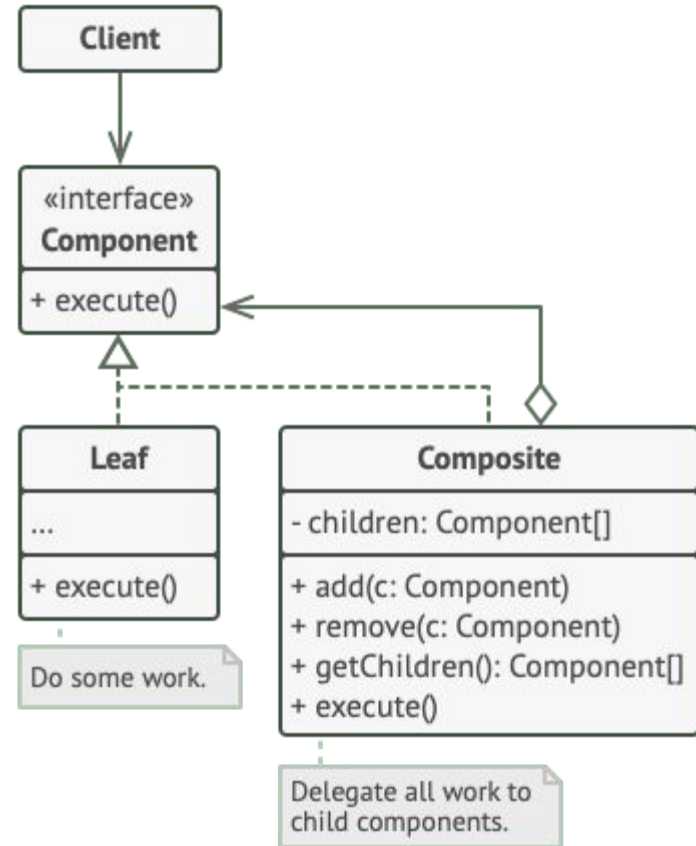 Client
«interface»
Component
+ execute()
Leaf
...
+ execute()
Do some work.
Composite
- children: Component[]
+ add(c: Component)
+ remove(c: Component)
+ getChildren(): Component[]
+ execute()
Delegate all work to
child components.